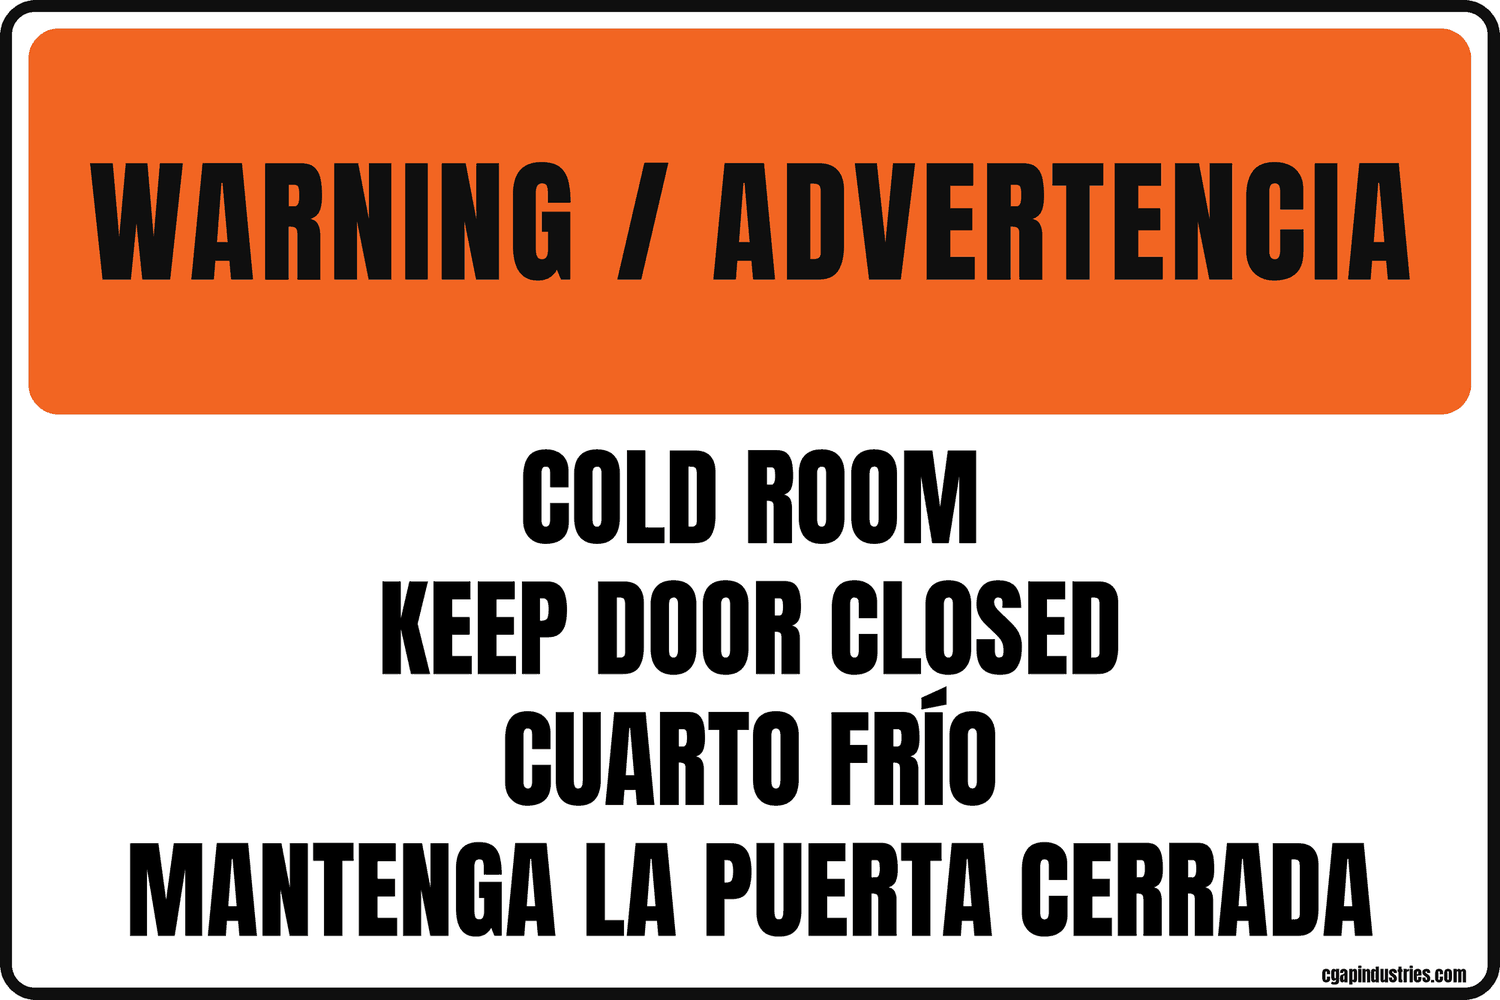 WARNING / ADVERTENCIA
COLD ROOM
KEEP DOOR CLOSED
CUARTO FRÍO
MANTENGA LA PUERTA CERRADA
cgapindustries.com